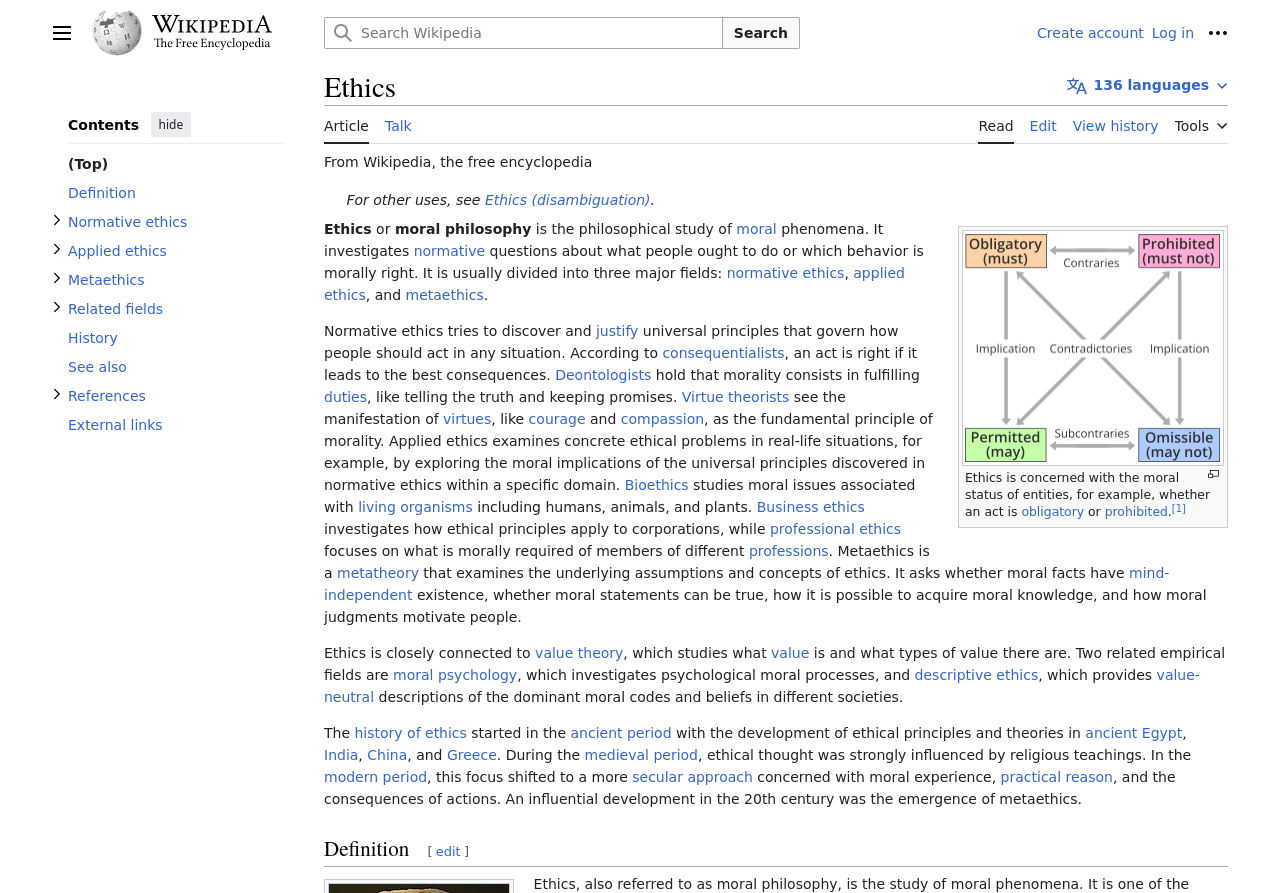 WIKIPEDIA
The Free Encyclopedia
Search Wikipedia
Search
Create account Log in
Contents hide
(Top)
Definition
Normative ethics
Applied ethics
Metaethics
Related fields
History
See also
References
External links
Ethics
136 languages
Article Talk
Read Edit View history Tools
From Wikipedia, the free encyclopedia
For other uses, see Ethics (disambiguation).
Ethics or moral philosophy is the philosophical study of moral phenomena. It
investigates normative questions about what people ought to do or which behavior is
morally right. It is usually divided into three major fields: normative ethics, applied
ethics, and metaethics.
Normative ethics tries to discover and justify universal principles that govern how
people should act in any situation. According to consequentialists, an act is right if it
leads to the best consequences. Deontologists hold that morality consists in fulfilling
duties, like telling the truth and keeping promises. Virtue theorists see the
manifestation of virtues, like courage and compassion, as the fundamental principle of
morality. Applied ethics examines concrete ethical problems in real-life situations, for
example, by exploring the moral implications of the universal principles discovered in
normative ethics within a specific domain. Bioethics studies moral issues associated
with living organisms including humans, animals, and plants. Business ethics
investigates how ethical principles apply to corporations, while professional ethics
focuses on what is morally required of members of different professions. Metaethics is
a metatheory that examines the underlying assumptions and concepts of ethics. It asks whether moral facts have mind-
independent existence, whether moral statements can be true, how it is possible to acquire moral knowledge, and how moral
judgments motivate people.
Obligatory
(must)
Contraries
Prohibited
(must not)
Implication
Contradictories
Implication
Permitted
(may)
Subcontraries
Omissible
(may not)
Ethics is concerned with the moral
status of entities, for example, whether
an act is obligatory or prohibited.[1]
Ethics is closely connected to value theory, which studies what value is and what types of value there are. Two related empirical
fields are moral psychology, which investigates psychological moral processes, and descriptive ethics, which provides value-
neutral descriptions of the dominant moral codes and beliefs in different societies.
The history of ethics started in the ancient period with the development of ethical principles and theories in ancient Egypt,
India, China, and Greece. During the medieval period, ethical thought was strongly influenced by religious teachings. In the
modern period, this focus shifted to a more secular approach concerned with moral experience, practical reason, and the
consequences of actions. An influential development in the 20th century was the emergence of metaethics.
Definition [ edit ]
Ethics, also referred to as moral philosophy, is the study of moral phenomena. It is one of the